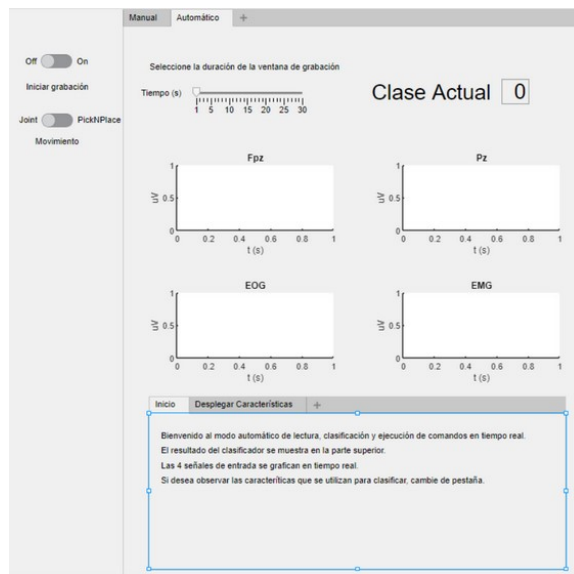 Manual Automático +
Off On
Iniciar grabación
Joint PickNPlace
Movimiento
Seleccione la duración de la ventana de grabación
Tiempo (s)
1 5 10 15 20 25 30
Clase Actual 0
Fpz
1
0.5
0
uV
0 0.2 0.4 0.6 0.8 1
t (s)
Pz
1
0.5
0
uV
0 0.2 0.4 0.6 0.8 1
t (s)
EOG
1
0.5
0
uV
0 0.2 0.4 0.6 0.8 1
t (s)
EMG
1
0.5
0
uV
0 0.2 0.4 0.6 0.8 1
t (s)
Inicio Desplegar Características +
Bienvenido al modo automático de lectura, clasificación y ejecución de comandos en tiempo real.
El resultado del clasificador se muestra en la parte superior.
Las 4 señales de entrada se grafican en tiempo real.
Si desea observar las características que se utilizan para clasificar, cambie de pestaña.